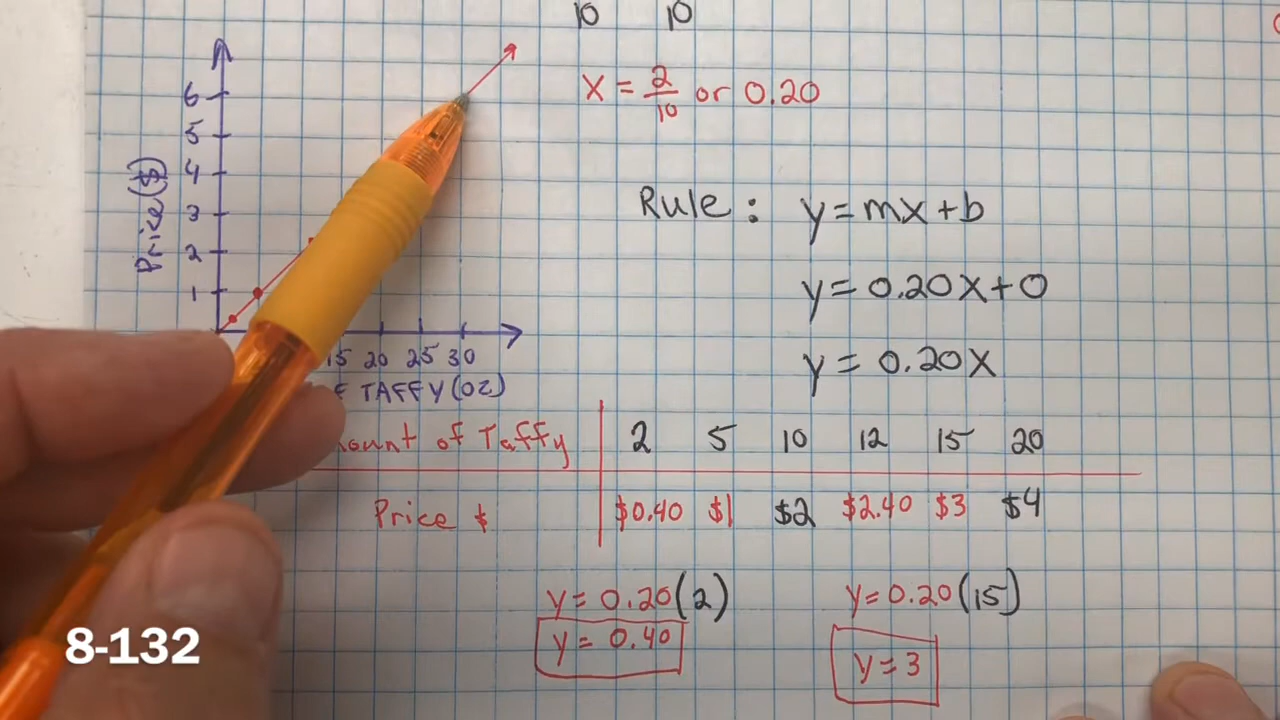 10 10
x = 2/10 or 0.20
6
5
4
3
2
1
Price ($)
15 20 25 30
TAFFY (OZ)
Rule: y = mx + b
y = 0.20x + 0
y = 0.20x
of Taffy 2 5 10 12 15 20
Price $ $0.40 $1 $2 $2.40 $3 $4
y = 0.20(2) y = 0.20(15)
y = 0.40 y = 3
8-132